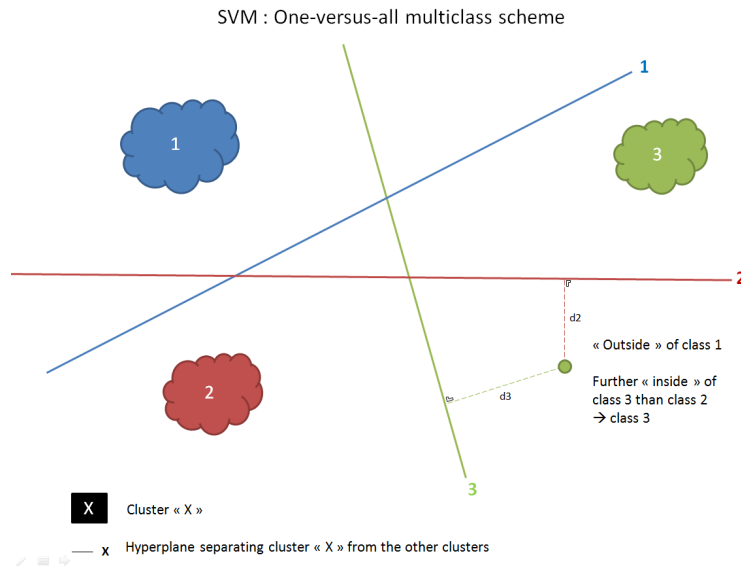 SVM : One-versus-all multiclass scheme
1
1
3
2
2
d2
« Outside » of class 1
Further « inside » of
class 3 than class 2
→ class 3
d3
3
X Cluster « X »
X Hyperplane separating cluster « X » from the other clusters